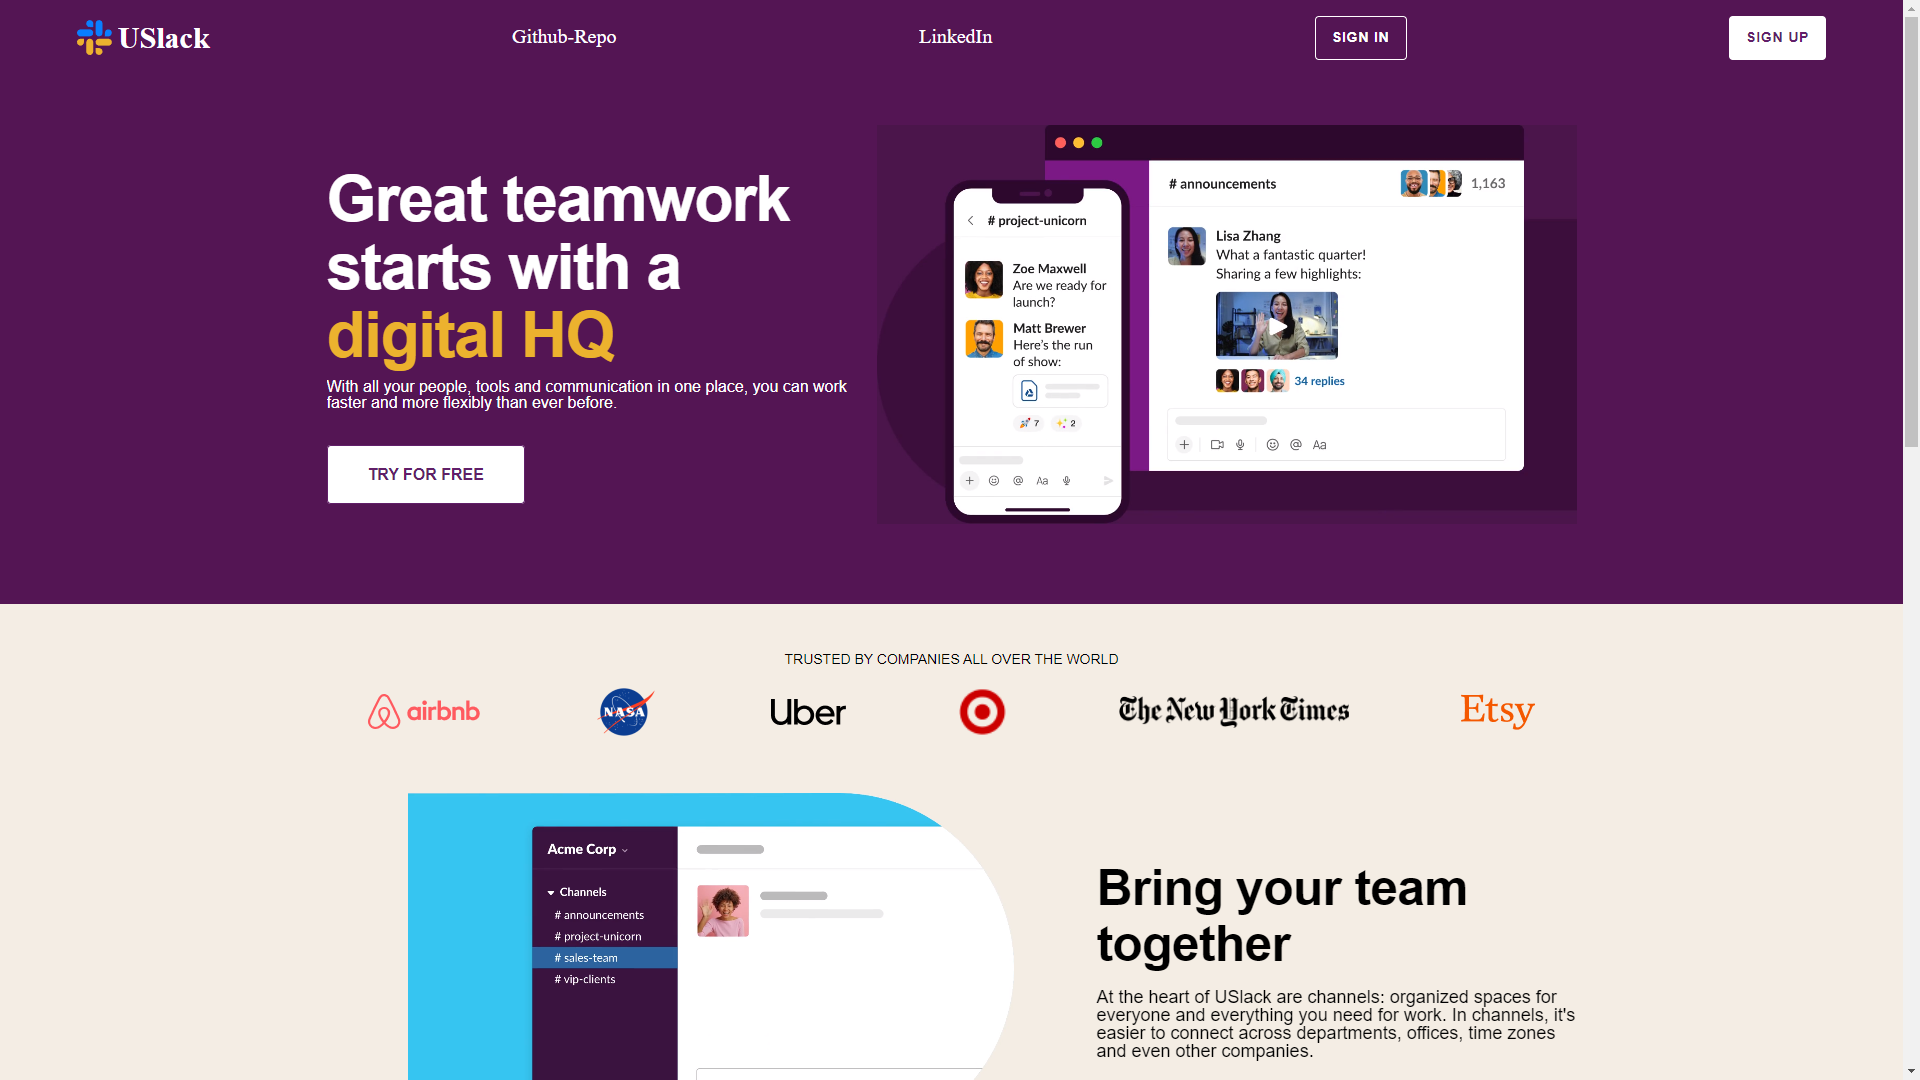 USlack
Github-Repo
LinkedIn
SIGN IN
SIGN UP
Great teamwork
starts with a
digital HQ
With all your people, tools and communication in one place, you can work
faster and more flexibly than ever before.
TRY FOR FREE
# project-unicorn
Zoe Maxwell
Are we ready for
launch?
Matt Brewer
Here's the run
of show:
7
2
Aa
# announcements
1,163
Lisa Zhang
What a fantastic quarter!
Sharing a few highlights:
34 replies
Aa
TRUSTED BY COMPANIES ALL OVER THE WORLD
airbnb
NASA
Uber
The New York Times
Etsy
Acme Corp
Channels
# announcements
# project-unicorn
# sales-team
# vip-clients
Bring your team
together
At the heart of USlack are channels: organized spaces for
everyone and everything you need for work. In channels, it's
easier to connect across departments, offices, time zones
and even other companies.